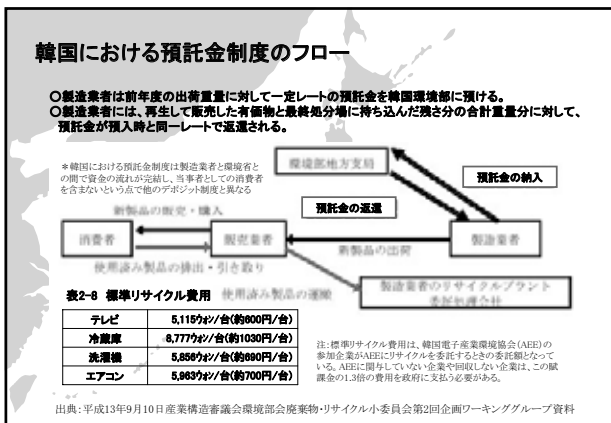 韓国における預託金制度のフロー
○製造業者は前年度の出荷重量に対して一定レートの預託金を韓国環境部に預ける。
○製造業者には、再生して販売した有価物と最終処分場に持ち込んだ残さ分の合計重量分に対して、
預託金が預入時と同一レートで返還される。
＊韓国における預託金制度は製造業者と環境省と
の間で資金の流れが完結し、当事者としての消費者
を含まないという点で他のデポジット制度と異なる
環境部地方支局
預託金の納入
預託金の返還
新製品の販売・購入
消費者
販売業者
新製品の出荷
製造業者
使用済み製品の排出・引き取り
使用済み製品の運搬
製造業者のリサイクルプラント
委託処理会社
表2-8 標準リサイクル費用
テレビ 5,115ウォン/台(約600円/台)
冷蔵庫 8,777ウォン/台(約1030円/台)
洗濯機 5,856ウォン/台(約690円/台)
エアコン 5,963ウォン/台(約700円/台)
注：標準リサイクル費用は、韓国電子産業環境協会（AEE）の
参加企業がAEEにリサイクルを委託するときの委託額となって
いる。AEEに関与していない企業や回収しない企業は、この賦
課金の1.3倍の費用を政府に支払う必要がある。
出典：平成13年9月10日産業構造審議会環境部会廃棄物・リサイクル小委員会第2回企画ワーキンググループ資料